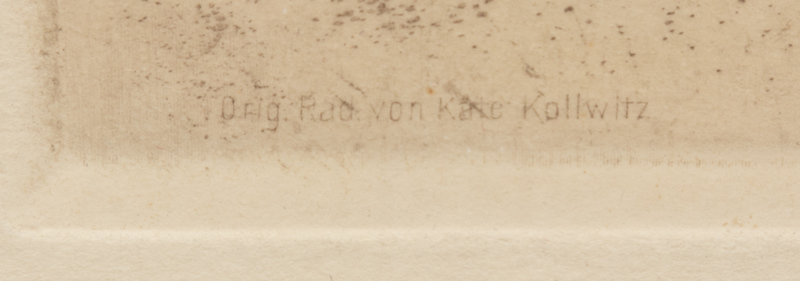 Orig. Rad. von Käte Kollwitz